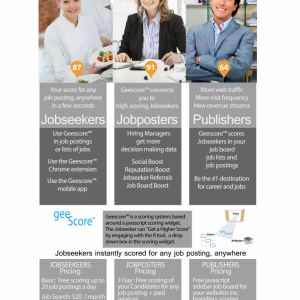 87
91
64
Your score for any
job posting, anywhere
in a few seconds
Geescore™ connects
you to
high scoring Jobseekers
More web traffic
More visit frequency
New revenue streams
Jobseekers
Jobposters
Publishers
Use Geescore™
in job postings
or lists of jobs
Use the Geescore™
Chrome extension
Use the Geescore™
mobile app
Hiring Managers
get more
decision making data
Social Boost
Reputation Boost
Jobseeker Referrals
Job Board Boost
Geescore™ scores
Jobseekers in your
job board
job lists and
job postings
Be the #1 destination
for career and jobs
gee
Score™
Geescore™ is a scoring system based
around a javascript scoring widget.
The Jobseeker can "Get a Higher Score"
by engaging with the fit tool, a drop
down box in the scoring widget.
Jobseekers instantly scored for any job posting, anywhere
JOBSEEKERS
Pricing
Basic: Free scoring up to
20 job postings a day
Job Search: $20. / month
JOBPOSTERS
Pricing
3 Day: Free scoring of
your Candidates for any
job posting + paid
services
PUBLISHERS
Pricing
Free javascript
sidebar job board for
your websites inc
branding, scoring